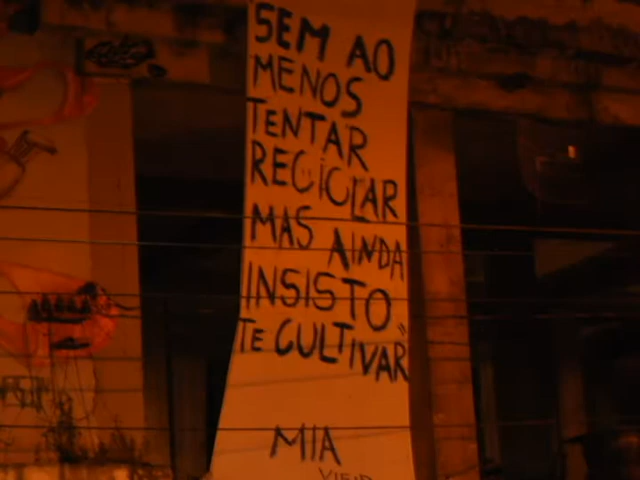 SEM AO
MENOS
TENTAR
RECICLAR
MAS AINDA
INSISTO
TE CULTIVAR"
MIA